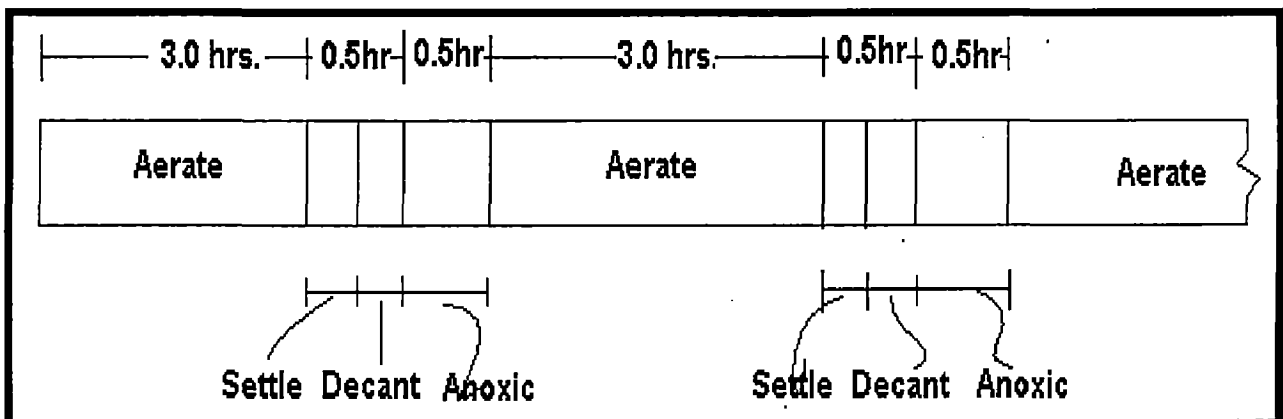 3.0 hrs. 0.5hr 0.5hr 3.0 hrs. 0.5hr 0.5hr
Aerate Aerate Aerate
Settle Decant Anoxic Settle Decant Anoxic